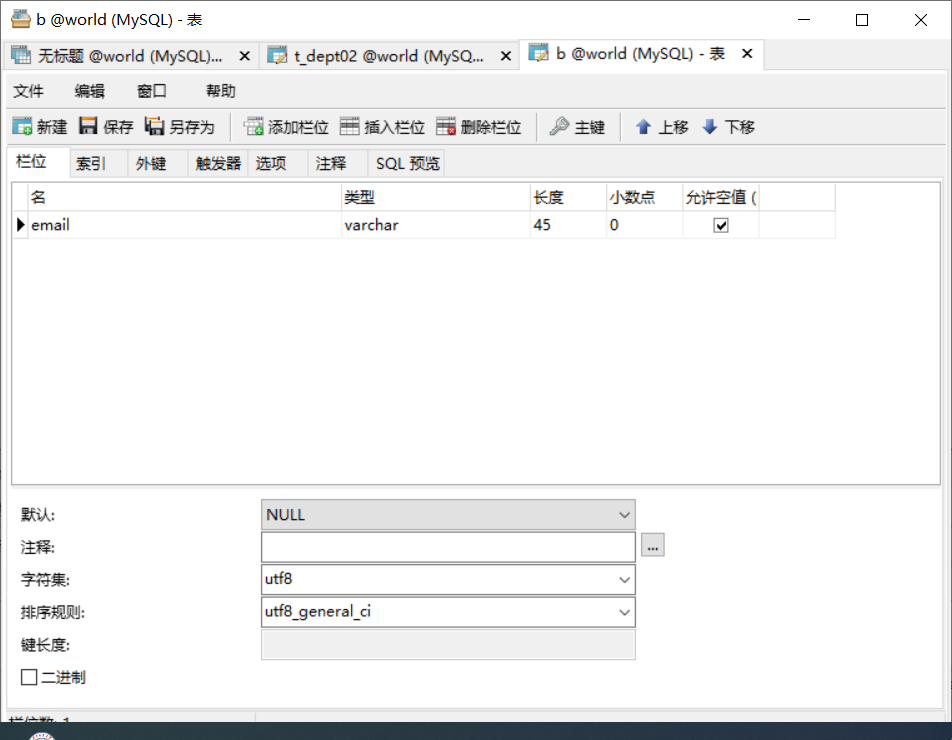 b @world (MySQL) - 表
无标题 @world (MySQL)... t_dept02 @world (MySQ... b @world (MySQL) - 表
文件 编辑 窗口 帮助
新建 保存 另存为 添加栏位 插入栏位 删除栏位 主键 上移 下移
栏位 索引 外键 触发器 选项 注释 SQL 预览
名 类型 长度 小数点 允许空值 (
email varchar 45 0
默认: NULL
注释: ...
字符集: utf8
排序规则: utf8_general_ci
键长度:
二进制
栏位数: 1